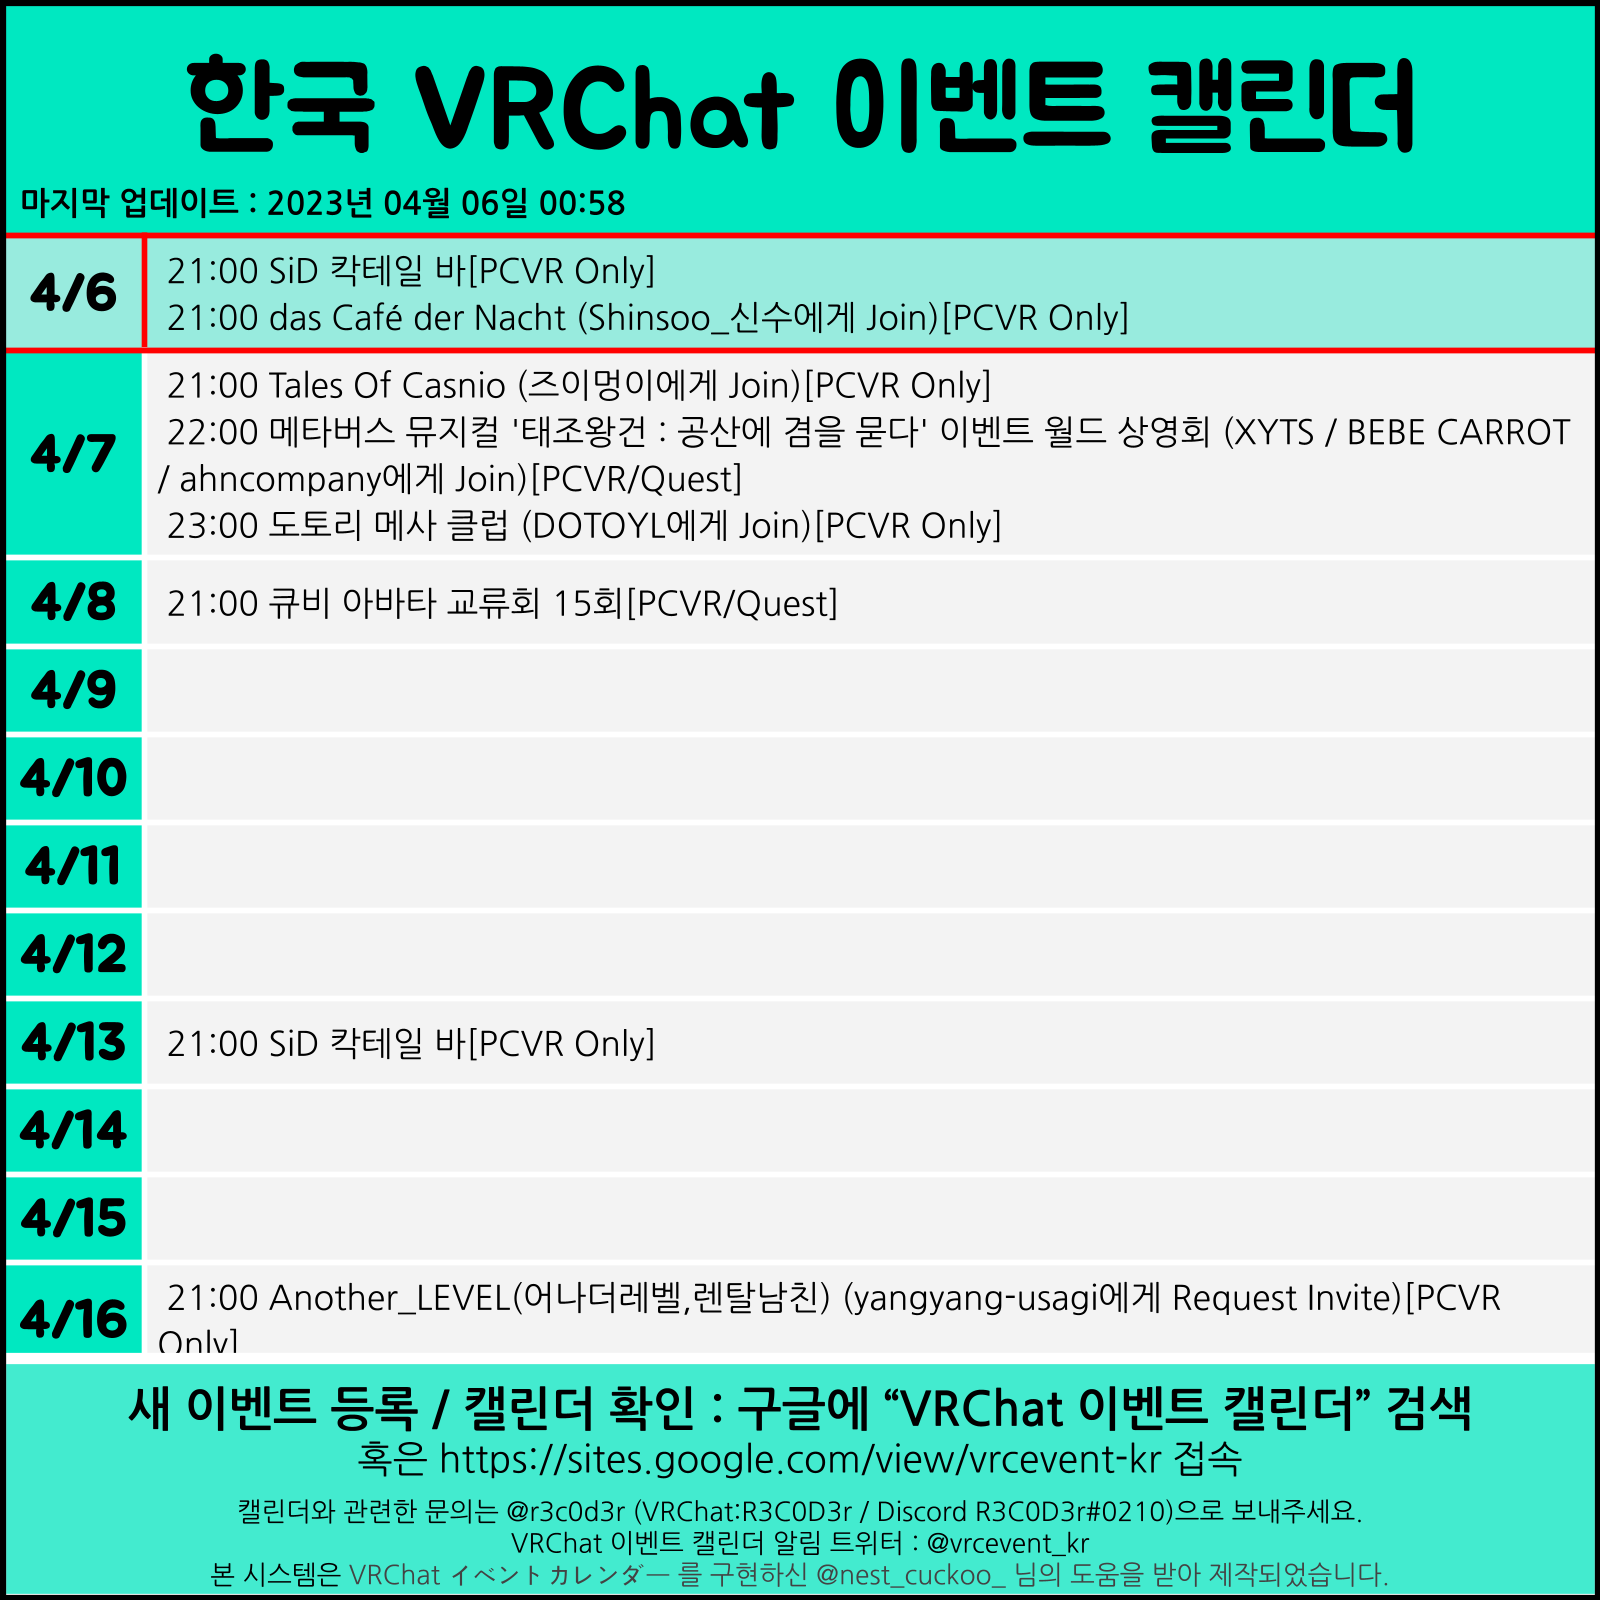 한국 VRChat 이벤트 캘린더
마지막 업데이트 : 2023년 04월 06일 00:58
4/6
21:00 SiD 칵테일 바[PCVR Only]
21:00 das Café der Nacht (Shinsoo_신수에게 Join)[PCVR Only]
4/7
21:00 Tales Of Casnio (즈이멍이에게 Join)[PCVR Only]
22:00 메타버스 뮤지컬 '태조왕건 : 공산에 겸을 묻다' 이벤트 월드 상영회 (XYTS / BEBE CARROT
/ ahncompany에게 Join)[PCVR/Quest]
23:00 도토리 메사 클럽 (DOTOYL에게 Join)[PCVR Only]
4/8
21:00 큐비 아바타 교류회 15회[PCVR/Quest]
4/9
4/10
4/11
4/12
4/13
21:00 SiD 칵테일 바[PCVR Only]
4/14
4/15
4/16
21:00 Another_LEVEL(어나더레벨,렌탈남친) (yangyang-usagi에게 Request Invite)[PCVR
Only]
새 이벤트 등록 / 캘린더 확인 : 구글에 “VRChat 이벤트 캘린더” 검색
혹은 https://sites.google.com/view/vrcevent-kr 접속
캘린더와 관련한 문의는 @r3c0d3r (VRChat:R3C0D3r / Discord R3C0D3r#0210)으로 보내주세요.
VRChat 이벤트 캘린더 알림 트위터 : @vrcevent_kr
본 시스템은 VRChat イベントカレンダー 를 구현하신 @nest_cuckoo_ 님의 도움을 받아 제작되었습니다.